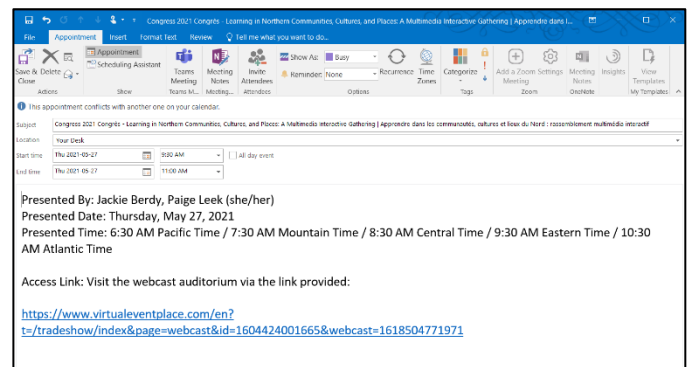 Congress 2021 Congrès - Learning in Northern Communities, Cultures, and Places: A Multimedia Interactive Gathering | Apprendre dans l...
File Appointment Insert Format Text Review Tell me what you want to do...
Save & Close
Delete
Appointment
Scheduling Assistant
Teams Meeting
Meeting Notes
Invite Attendees
Show As: Busy
Reminder: None
Recurrence
Time Zones
Categorize
Add a Zoom Meeting
Settings
Meeting Notes
Insights
View Templates
Actions Show Teams M... Meeting... Attendees Options Tags Zoom OneNote My Templates
This appointment conflicts with another one on your calendar.
Subject Congress 2021 Congrès - Learning in Northern Communities, Cultures, and Places: A Multimedia Interactive Gathering | Apprendre dans les communautés, cultures et lieux du Nord : rassemblement multimédia interactif
Location Your Desk
Start time Thu 2021-05-27 9:30 AM All day event
End time Thu 2021-05-27 11:00 AM
Presented By: Jackie Berdy, Paige Leek (she/her)
Presented Date: Thursday, May 27, 2021
Presented Time: 6:30 AM Pacific Time / 7:30 AM Mountain Time / 8:30 AM Central Time / 9:30 AM Eastern Time / 10:30
AM Atlantic Time
Access Link: Visit the webcast auditorium via the link provided:
https://www.virtualeventplace.com/en?
t=/tradeshow/index&page=webcast&id=1604424001665&webcast=1618504771971